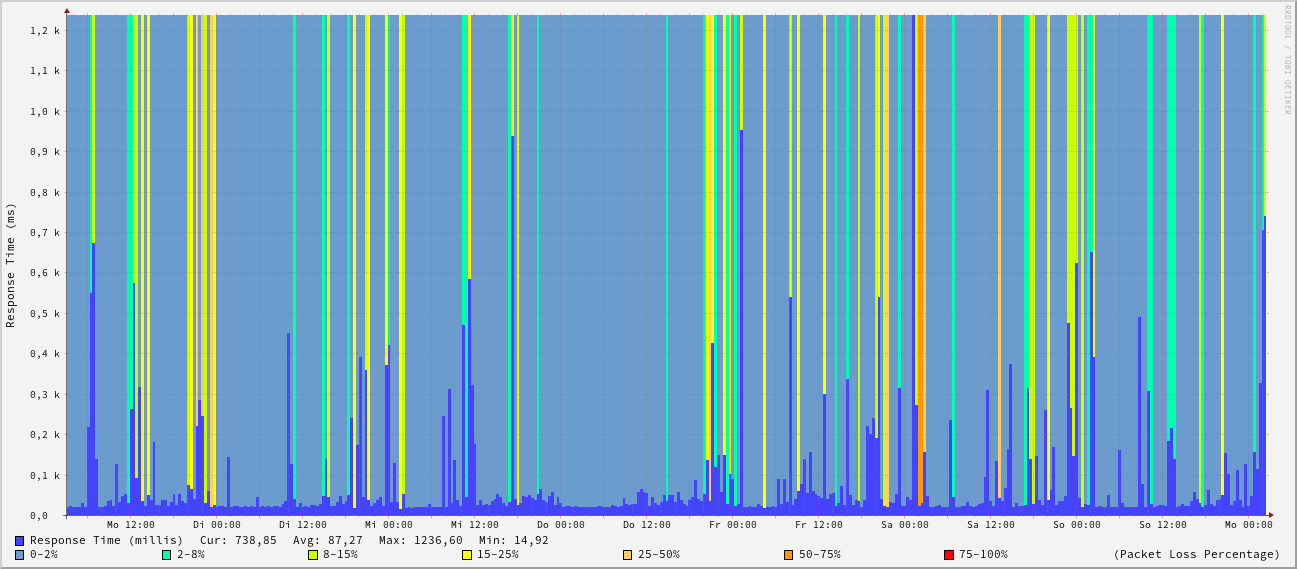 RRDTOOL / TOBI OETIKER
Response Time (ms)
1,2 k
1,1 k
1,0 k
0,9 k
0,8 k
0,7 k
0,6 k
0,5 k
0,4 k
0,3 k
0,2 k
0,1 k
0,0
Mo 12:00 Di 00:00 Di 12:00 Mi 00:00 Mi 12:00 Do 00:00 Do 12:00 Fr 00:00 Fr 12:00 Sa 00:00 Sa 12:00 So 00:00 So 12:00 Mo 00:00
Response Time (millis) Cur: 738,85 Avg: 87,27 Max: 1236,60 Min: 14,92
0-2% 2-8% 8-15% 15-25% 25-50% 50-75% 75-100% (Packet Loss Percentage)